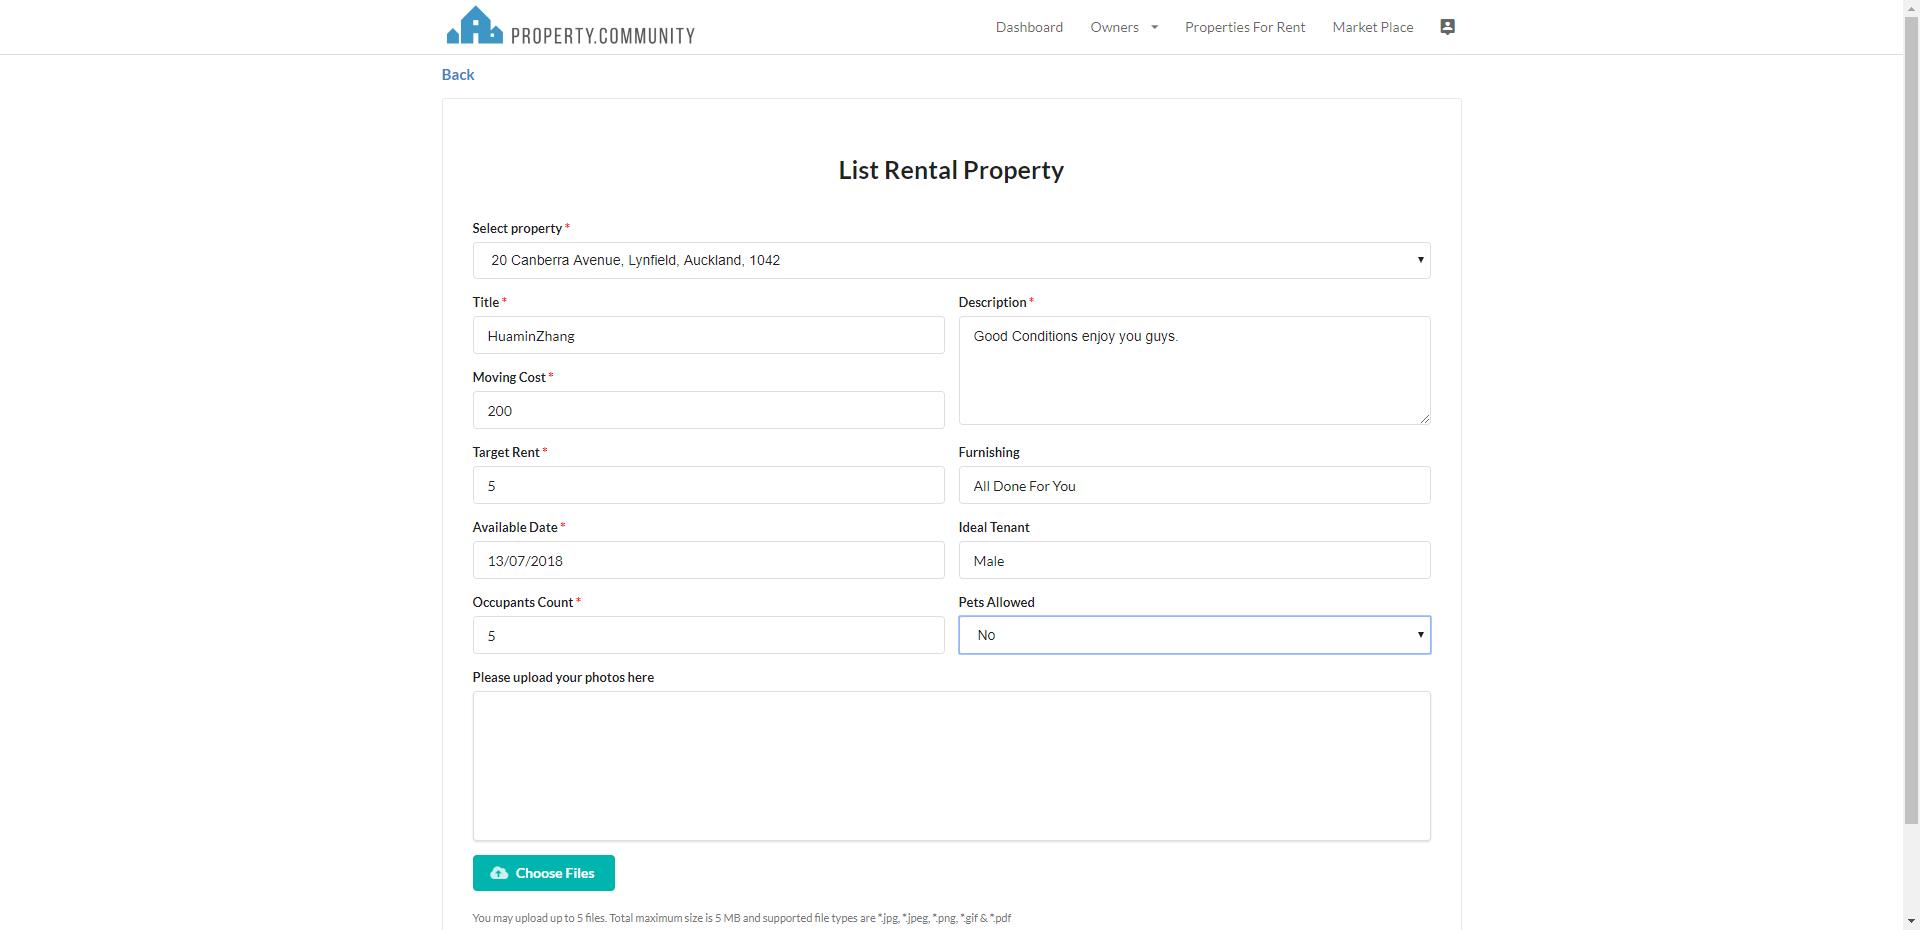 PROPERTY.COMMUNITY
Dashboard Owners Properties For Rent Market Place
Back
List Rental Property
Select property *
20 Canberra Avenue, Lynfield, Auckland, 1042
Title *
HuaminZhang
Description *
Good Conditions enjoy you guys.
Moving Cost *
200
Target Rent *
5
Furnishing
All Done For You
Available Date *
13/07/2018
Ideal Tenant
Male
Occupants Count *
5
Pets Allowed
No
Please upload your photos here
Choose Files
You may upload up to 5 files. Total maximum size is 5 MB and supported file types are *.jpg, *.jpeg, *.png, *.gif & *.pdf